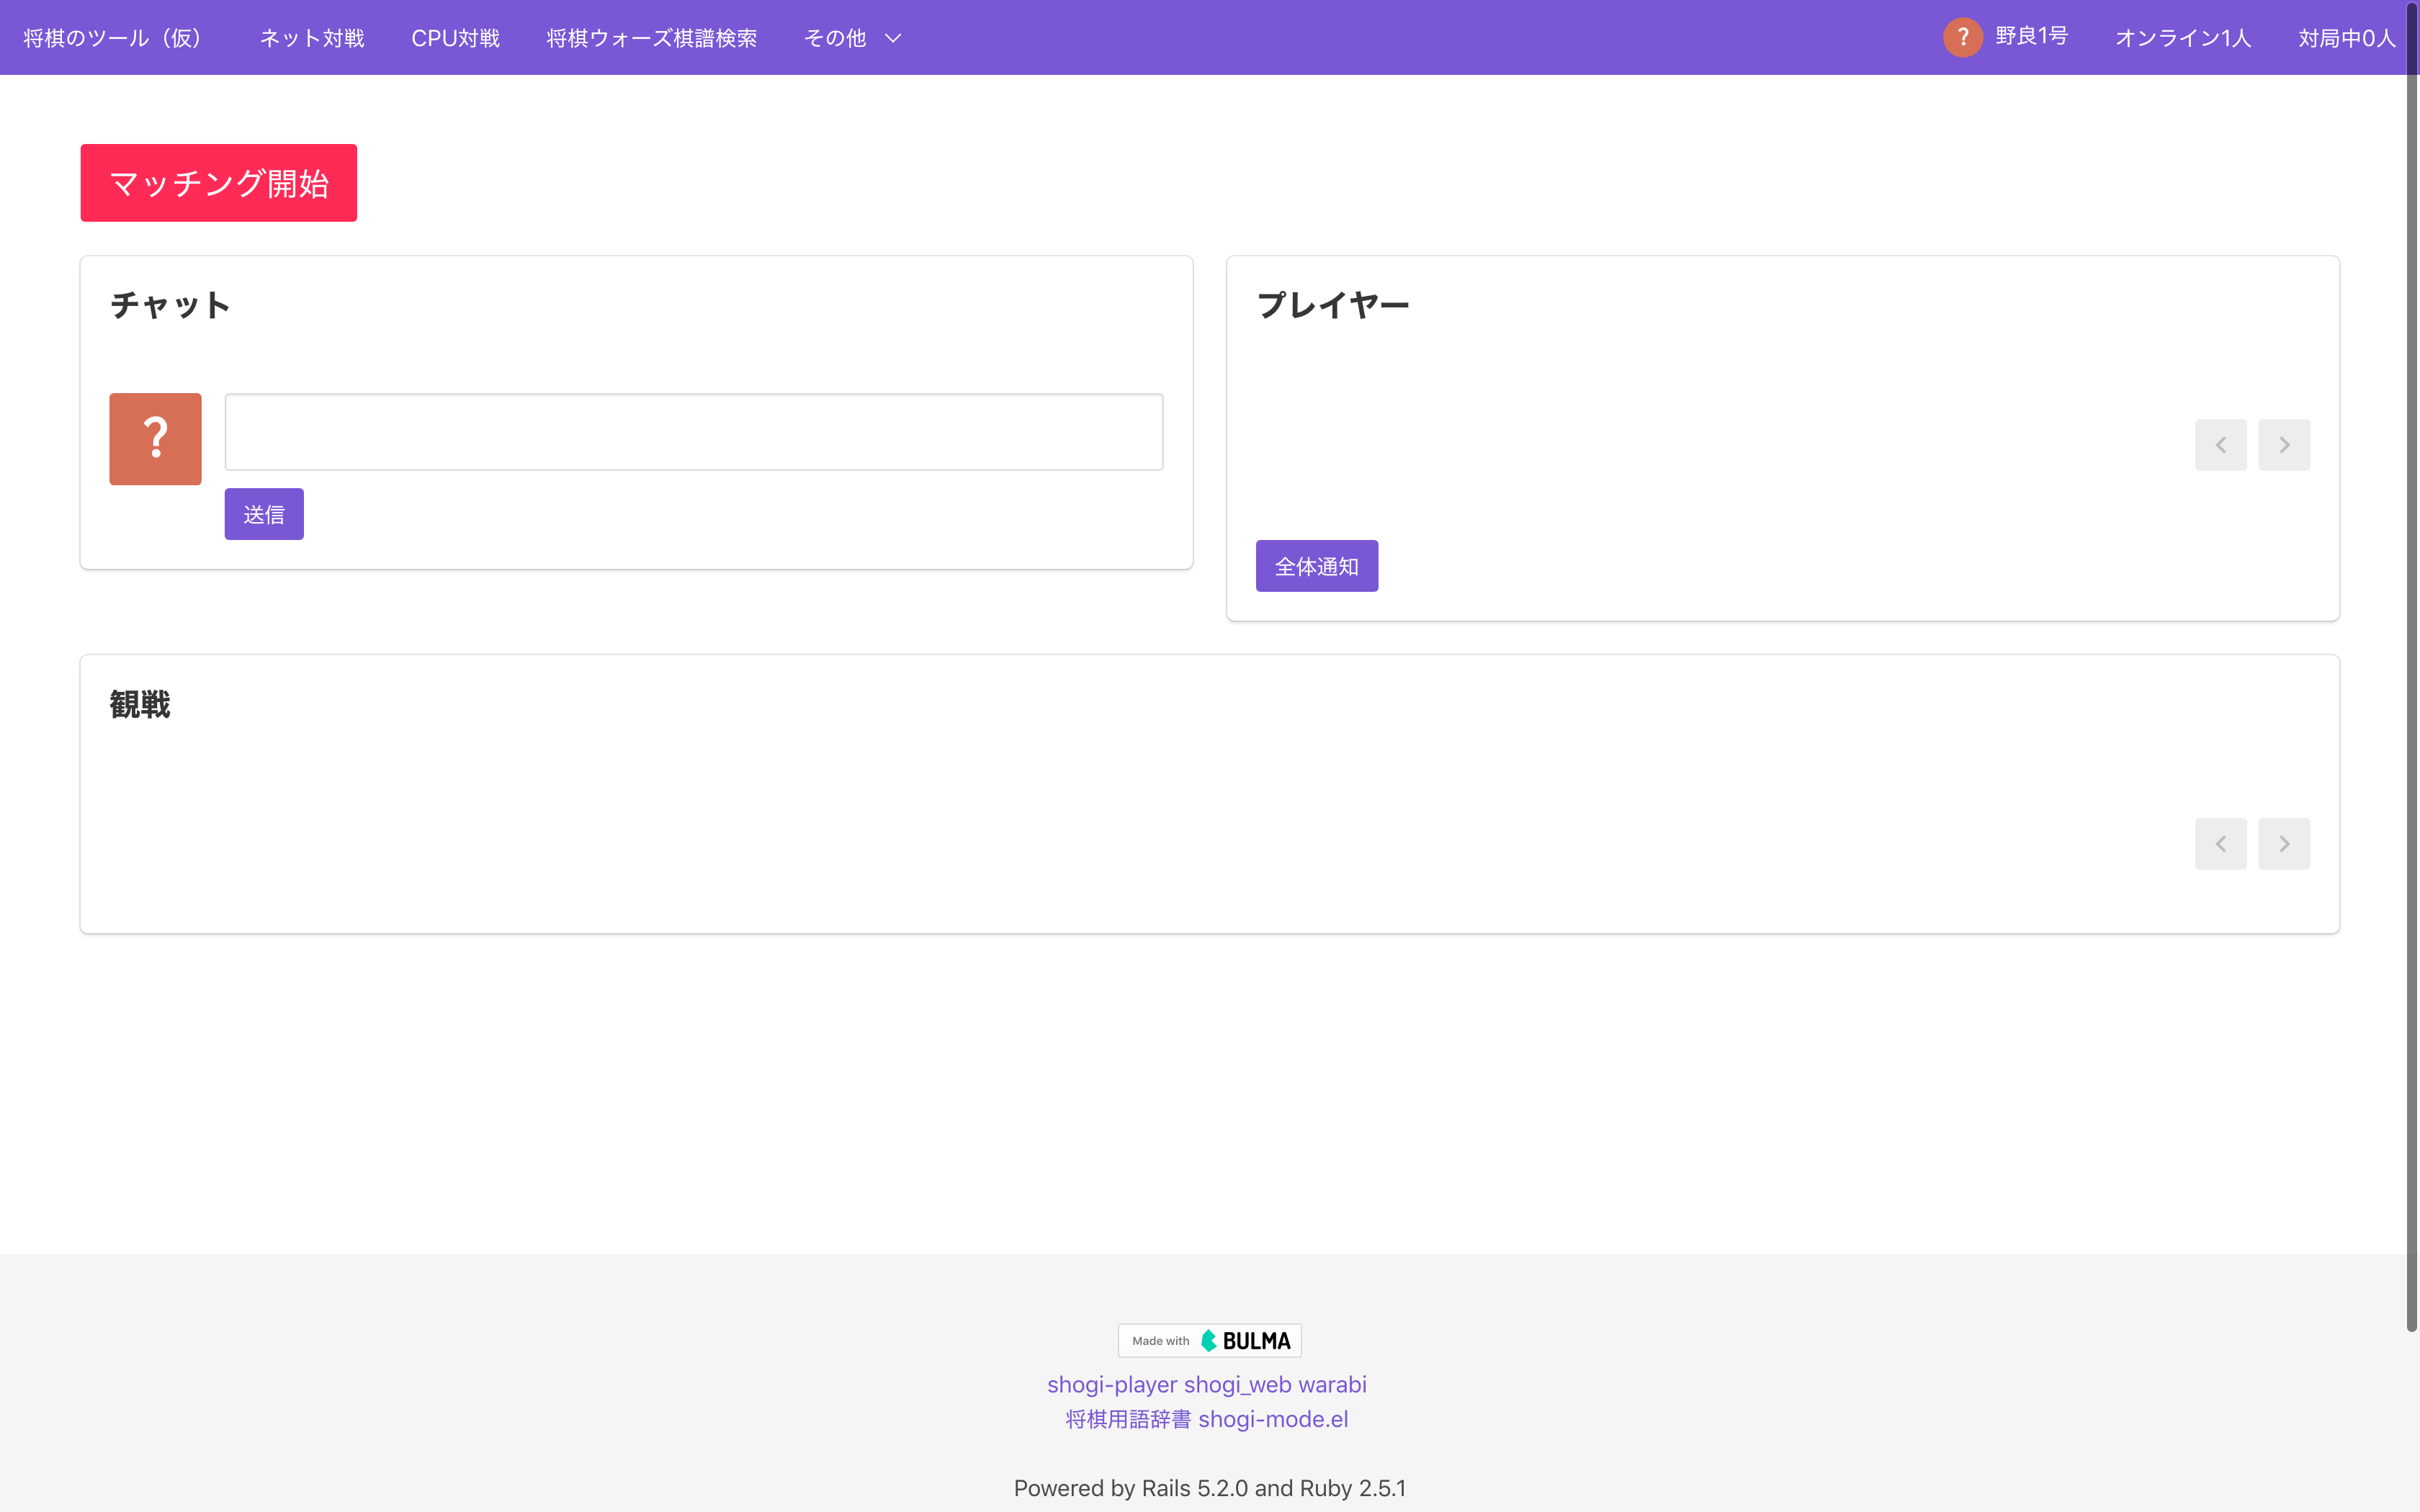 将棋のツール（仮） ネット対戦 CPU対戦 将棋ウォーズ棋譜検索 その他 ? 野良1号 オンライン1人 対局中0人
マッチング開始
チャット
?
送信
プレイヤー
全体通知
観戦
Made with BULMA
shogi-player shogi_web warabi
将棋用語辞書 shogi-mode.el
Powered by Rails 5.2.0 and Ruby 2.5.1